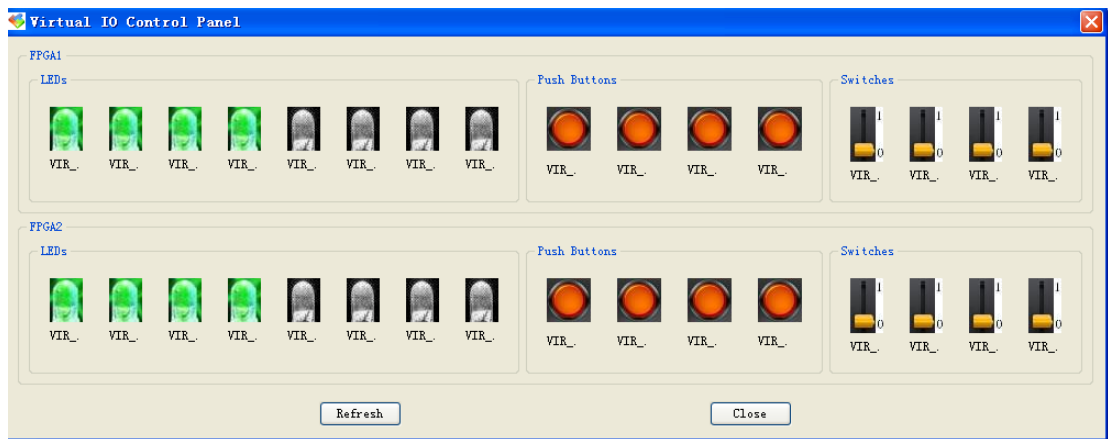 Virtual IO Control Panel
FPGA1
LEDs Push Buttons Switches
1 1 1 1
0 0 0 0
VIR_. VIR_. VIR_. VIR_. VIR_. VIR_. VIR_. VIR_. VIR_. VIR_. VIR_. VIR_. VIR_. VIR_. VIR_. VIR_.
FPGA2
LEDs Push Buttons Switches
1 1 1 1
0 0 0 0
VIR_. VIR_. VIR_. VIR_. VIR_. VIR_. VIR_. VIR_. VIR_. VIR_. VIR_. VIR_. VIR_. VIR_. VIR_. VIR_.
Refresh Close